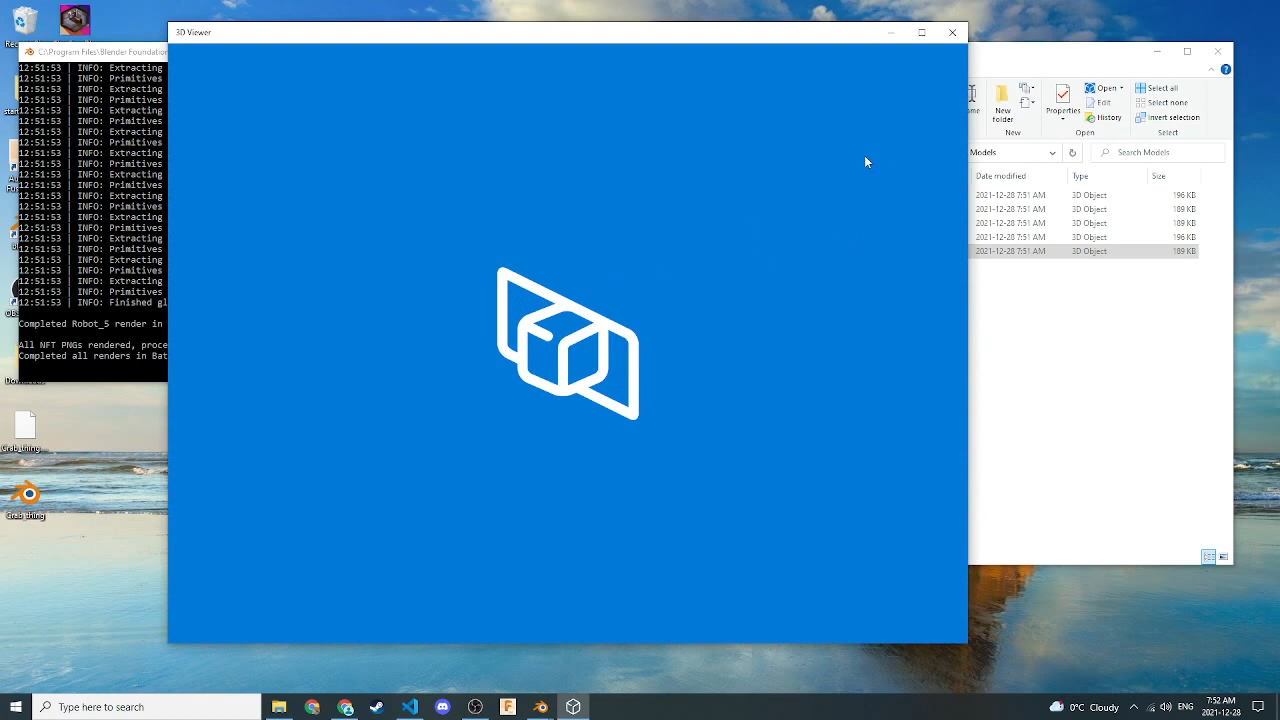 3D Viewer
C:\Program Files\Blender Foundation
12:51:53 | INFO: Extracting
12:51:53 | INFO: Primitives
12:51:53 | INFO: Extracting
12:51:53 | INFO: Primitives
12:51:53 | INFO: Extracting
12:51:53 | INFO: Primitives
12:51:53 | INFO: Extracting
12:51:53 | INFO: Primitives
12:51:53 | INFO: Extracting
12:51:53 | INFO: Primitives
12:51:53 | INFO: Extracting
12:51:53 | INFO: Primitives
12:51:53 | INFO: Extracting
12:51:53 | INFO: Primitives
12:51:53 | INFO: Extracting
12:51:53 | INFO: Primitives
12:51:53 | INFO: Extracting
12:51:53 | INFO: Primitives
12:51:53 | INFO: Extracting
12:51:53 | INFO: Primitives
12:51:53 | INFO: Extracting
12:51:53 | INFO: Primitives
12:51:53 | INFO: Finished gl
Completed Robot_5 render in
All NFT PNGs rendered, proce
Completed all renders in Bat
Grab_thing
Grab_thing
New folder
Properties
Open
Edit
History
Select all
Select none
Invert selection
New
Open
Select
Models
Search Models
Date modified Type Size
2021-12-28 7:51 AM 3D Object 196 KB
2021-12-28 7:51 AM 3D Object 189 KB
2021-12-28 7:51 AM 3D Object 189 KB
2021-12-28 7:51 AM 3D Object 196 KB
2021-12-28 7:51 AM 3D Object 189 KB
Type here to search
0°C Cloudy
ENG
7:52 AM
2021-12-28